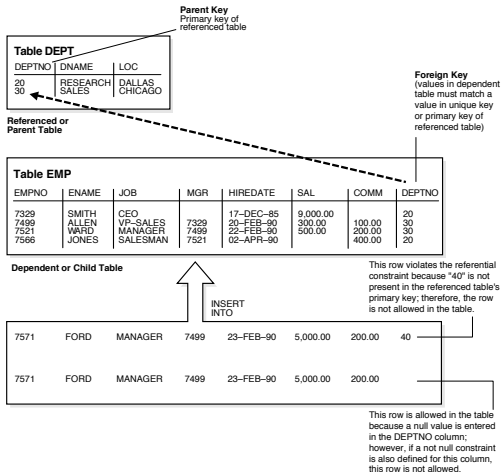 Parent Key
Primary key of
referenced table
Table DEPT
DEPTNO DNAME LOC
20 RESEARCH DALLAS
30 SALES CHICAGO
Referenced or
Parent Table
Foreign Key
(values in dependent
table must match a
value in unique key
or primary key of
referenced table)
Table EMP
EMPNO ENAME JOB MGR HIREDATE SAL COMM DEPTNO
7329 SMITH CEO 17–DEC–85 9,000.00 20
7499 ALLEN VP–SALES 7329 20–FEB–90 300.00 100.00 30
7521 WARD MANAGER 7499 22–FEB–90 500.00 200.00 30
7566 JONES SALESMAN 7521 02–APR–90 400.00 20
Dependent or Child Table
This row violates the referential
constraint because "40" is not
present in the referenced table's
primary key; therefore, the row
is not allowed in the table.
INSERT
INTO
7571 FORD MANAGER 7499 23–FEB–90 5,000.00 200.00 40
7571 FORD MANAGER 7499 23–FEB–90 5,000.00 200.00
This row is allowed in the table
because a null value is entered
in the DEPTNO column;
however, if a not null constraint
is also defined for this column,
this row is not allowed.